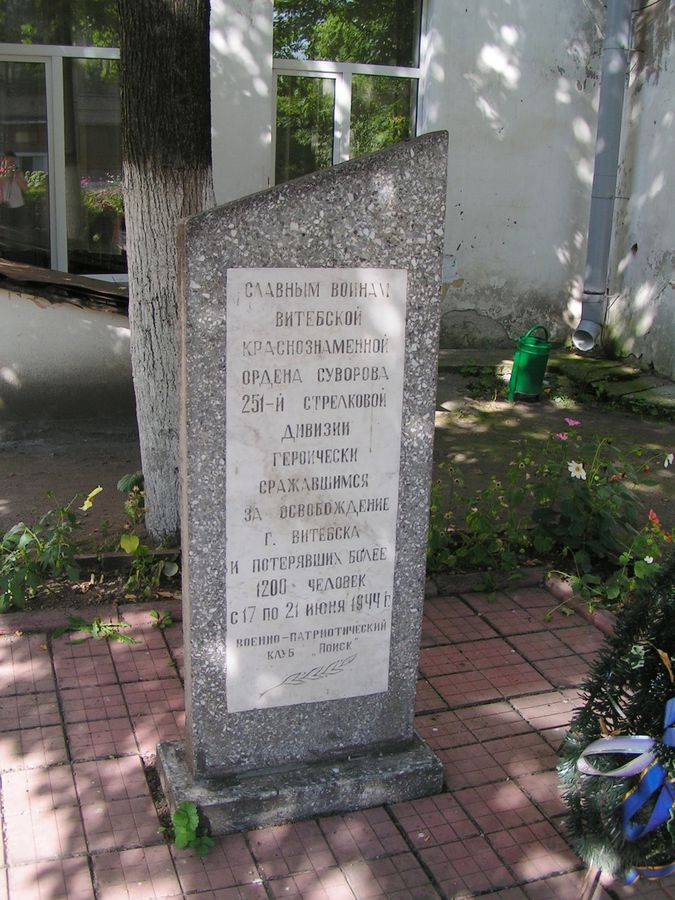 СЛАВНЫМ ВОИНАМ
ВИТЕБСКОЙ
КРАСНОЗНАМЕННОЙ
ОРДЕНА СУВОРОВА
251-Й СТРЕЛКОВОЙ
ДИВИЗИИ
ГЕРОИЧЕСКИ
СРАЖАВШИМСЯ
ЗА ОСВОБОЖДЕНИЕ
Г. ВИТЕБСКА
И ПОТЕРЯВШИХ БОЛЕЕ
1200 ЧЕЛОВЕК
С 17 ПО 21 ИЮНЯ 1944 Г.
ВОЕННО-ПАТРИОТИЧЕСКИЙ
КЛУБ „ПОИСК"